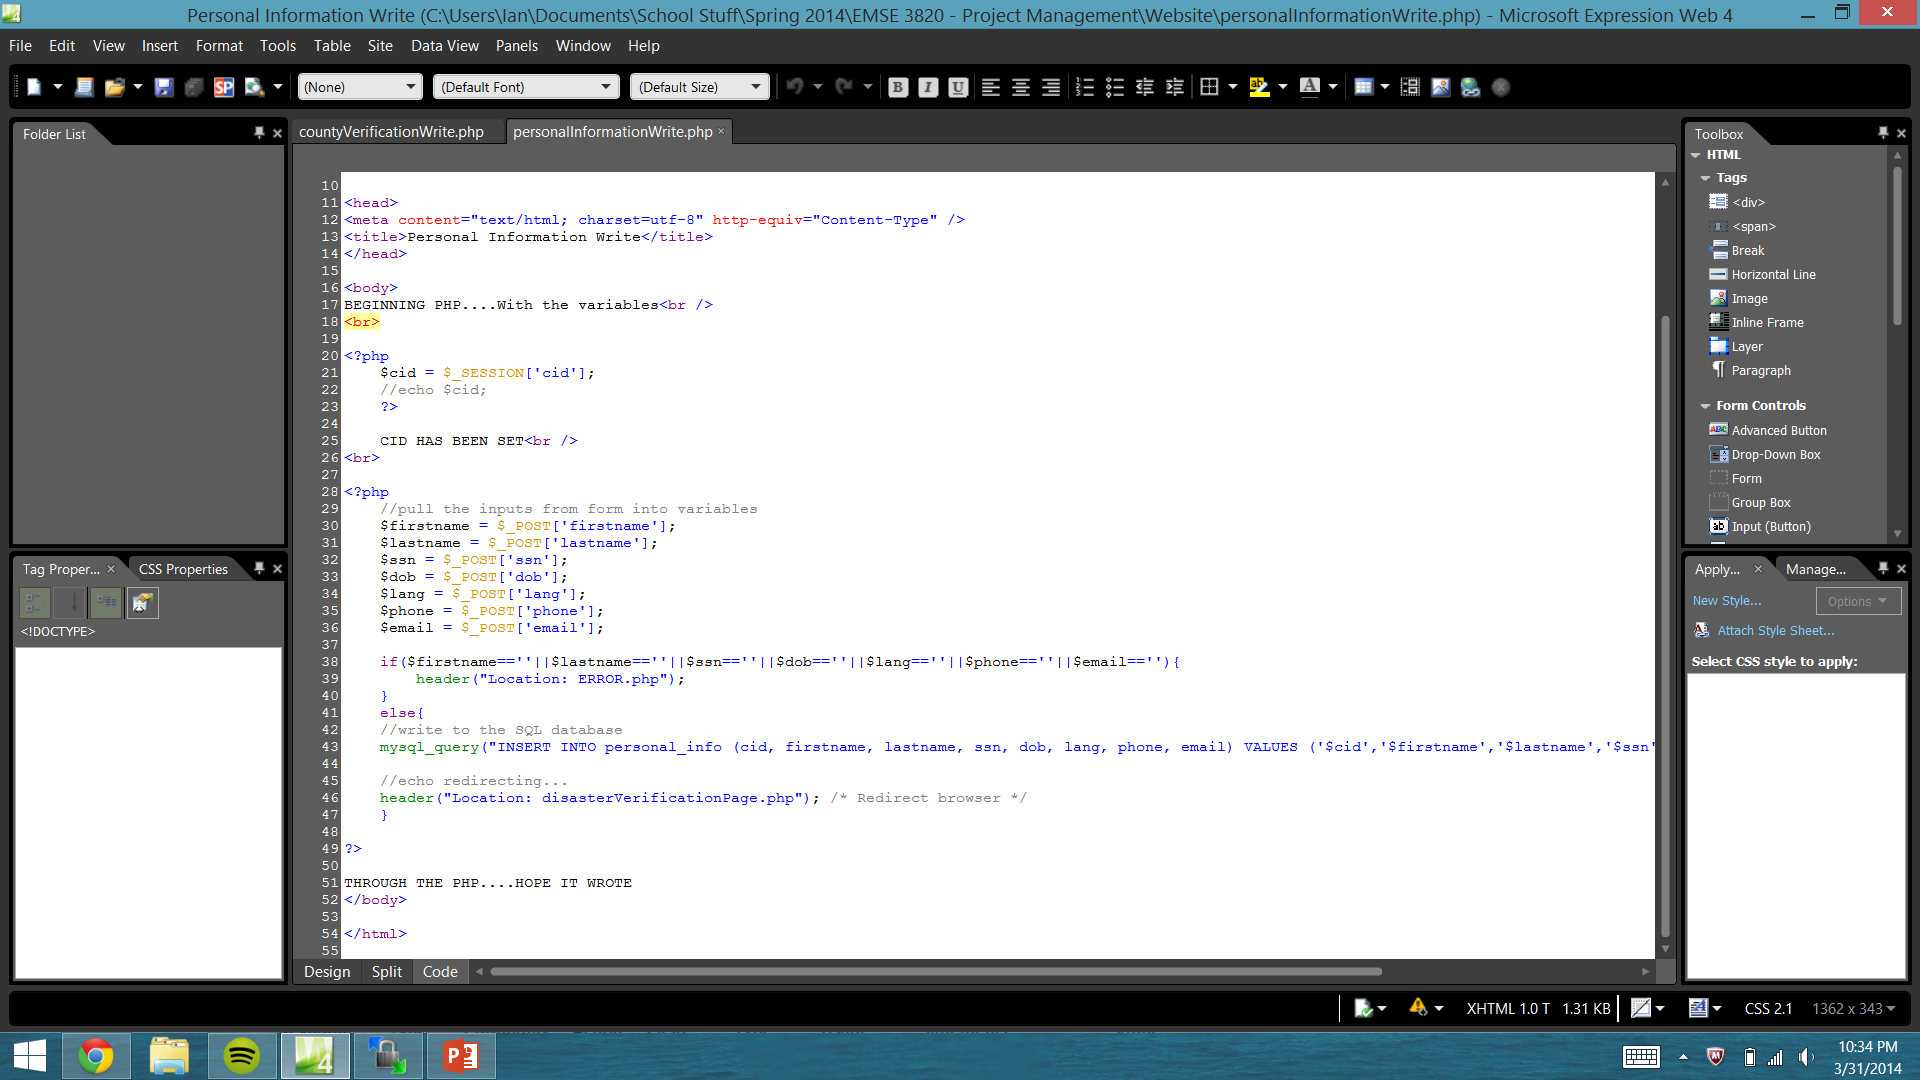 Personal Information Write (C:\Users\Ian\Documents\School Stuff\Spring 2014\EMSE 3820 - Project Management\Website\personalInformationWrite.php) - Microsoft Expression Web 4
File Edit View Insert Format Tools Table Site Data View Panels Window Help
(None) (Default Font) (Default Size)
Folder List
countyVerificationWrite.php personalInformationWrite.php ×
10
11 <head>
12 <meta content="text/html; charset=utf-8" http-equiv="Content-Type" />
13 <title>Personal Information Write</title>
14 </head>
15
16 <body>
17 BEGINNING PHP....With the variables<br />
18 <br>
19
20 <?php
21 $cid = $_SESSION['cid'];
22 //echo $cid;
23 ?>
24
25 CID HAS BEEN SET<br />
26 <br>
27
28 <?php
29 //pull the inputs from form into variables
30 $firstname = $_POST['firstname'];
31 $lastname = $_POST['lastname'];
32 $ssn = $_POST['ssn'];
33 $dob = $_POST['dob'];
34 $lang = $_POST['lang'];
35 $phone = $_POST['phone'];
36 $email = $_POST['email'];
37
38 if($firstname==''||$lastname==''||$ssn==''||$dob==''||$lang==''||$phone==''||$email==''){
39 header("Location: ERROR.php");
40 }
41 else{
42 //write to the SQL database
43 mysql_query("INSERT INTO personal_info (cid, firstname, lastname, ssn, dob, lang, phone, email) VALUES ('$cid','$firstname','$lastname','$ssn'
44
45 //echo redirecting...
46 header("Location: disasterVerificationPage.php"); /* Redirect browser */
47 }
48
49 ?>
50
51 THROUGH THE PHP....HOPE IT WROTE
52 </body>
53
54 </html>
55
Design Split Code
Tag Proper... × CSS Properties
<!DOCTYPE>
Toolbox
HTML
Tags
<div>
<span>
Break
Horizontal Line
Image
Inline Frame
Layer
Paragraph
Form Controls
Advanced Button
Drop-Down Box
Form
Group Box
Input (Button)
Apply... × Manage...
New Style... Options
Attach Style Sheet...
Select CSS style to apply:
XHTML 1.0 T 1.31 KB CSS 2.1 1362 x 343
10:34 PM
3/31/2014